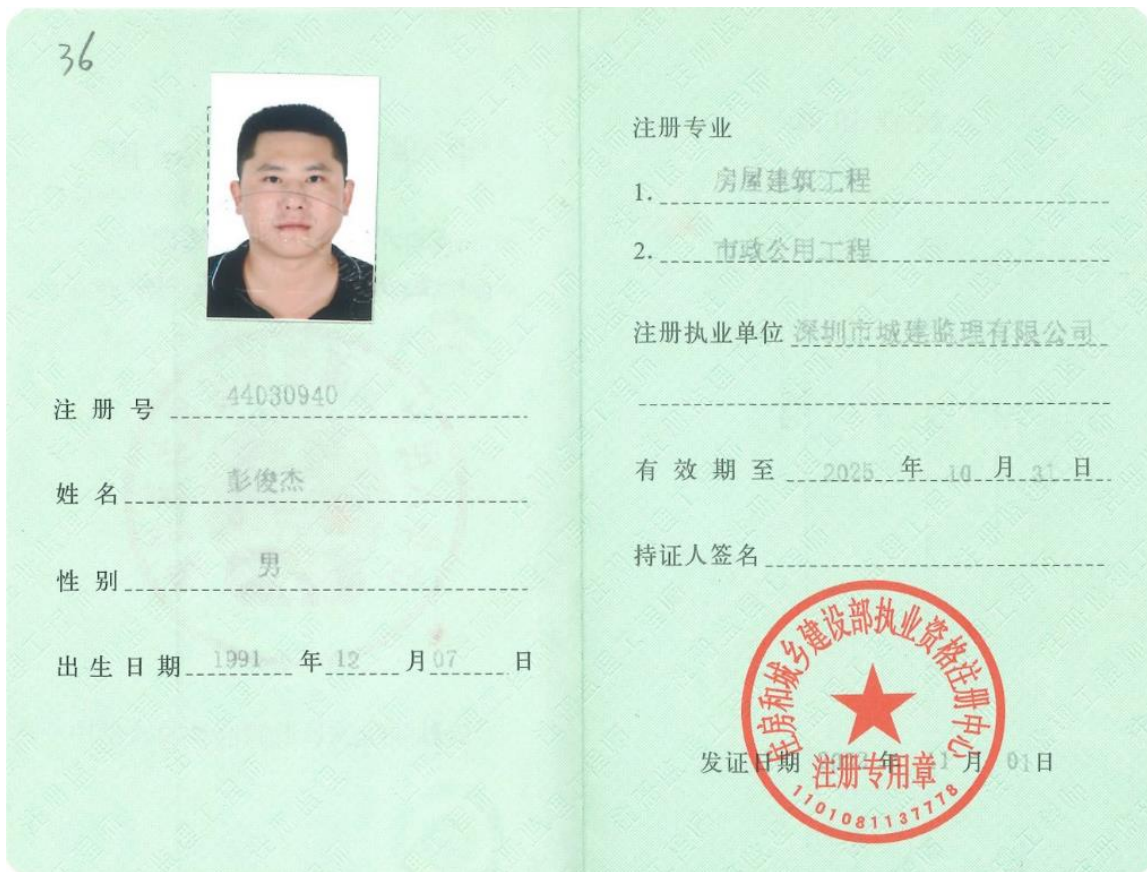 36
注册号 44030940
姓名 彭俊杰
性别 男
出生日期 1991 年 12 月 07 日
注册专业
1. 房屋建筑工程
2. 市政公用工程
注册执业单位 深圳市城建监理有限公司
有效期至 2025 年 10 月 31 日
持证人签名
住房和城乡建设部执业资格注册中心
发证日期 年 11 月 01 日
注册专用章
1101081137778